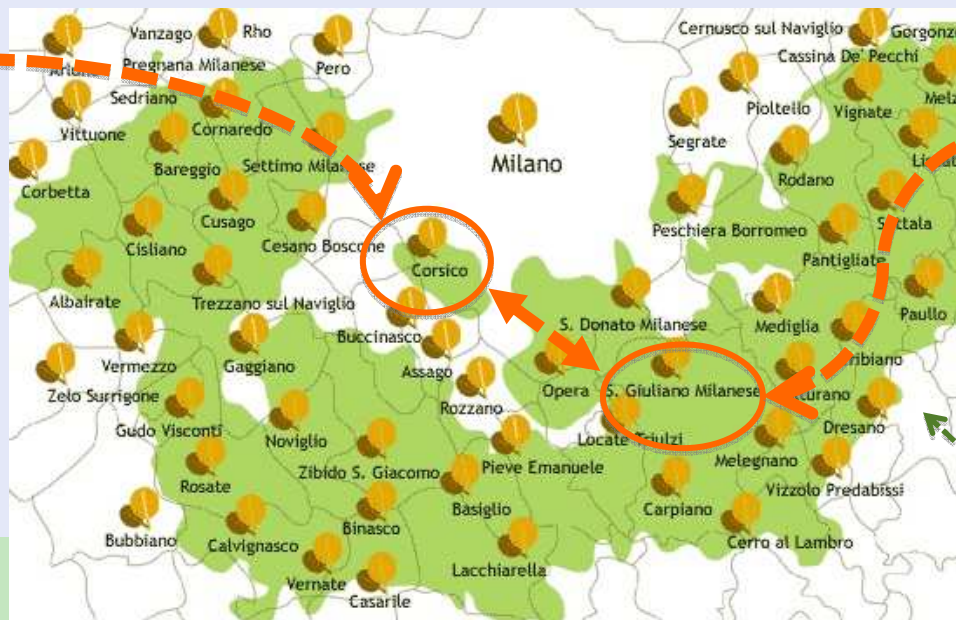 Cernusco sul Naviglio
Vanzago
Rho
Cassina De' Pecchi
Pregnana Milanese
Pero
Sedriano
Pioltello
Vignate
Vittuone
Cornaredo
Segrate
Bareggio
Settimo Milanese
Milano
Rodano
Corbetta
Cusago
Settala
Cisliano
Cesano Boscone
Peschiera Borromeo
Pantigliate
Corsico
Albairate
Trezzano sul Naviglio
Mediglia
Paullo
Buccinasco
S. Donato Milanese
Vermezzo
Gaggiano
Assago
Zelo Surrigone
Rozzano
Opera
S. Giuliano Milanese
Gudo Visconti
Noviglio
Locate Triulzi
Dresano
Zibido S. Giacomo
Pieve Emanuele
Melegnano
Rosate
Vizzolo Predabissi
Basiglio
Carpiano
Binasco
Bubbiano
Calvignasco
Cerro al Lambro
Lacchiarella
Vernate
Casarile